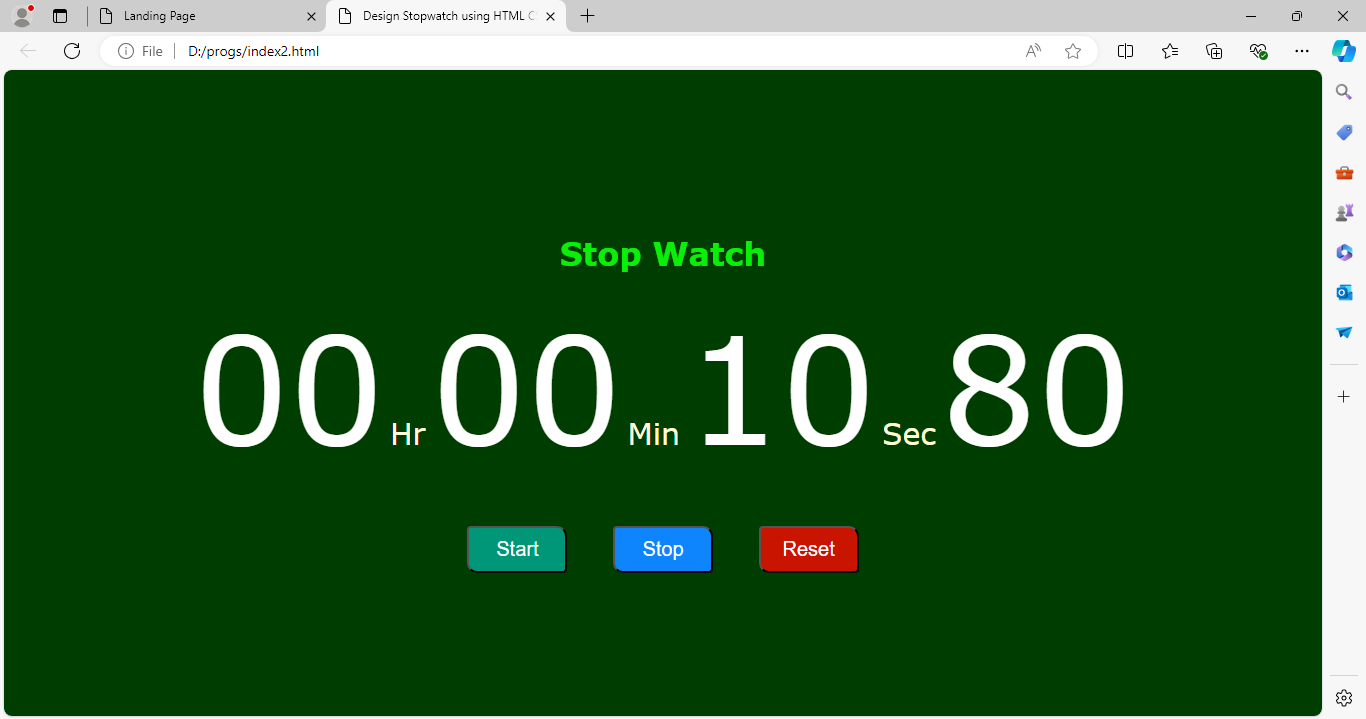 Landing Page
Design Stopwatch using HTML C
File D:/progs/index2.html
Stop Watch
00 Hr 00 Min 10 Sec 80
Start Stop Reset